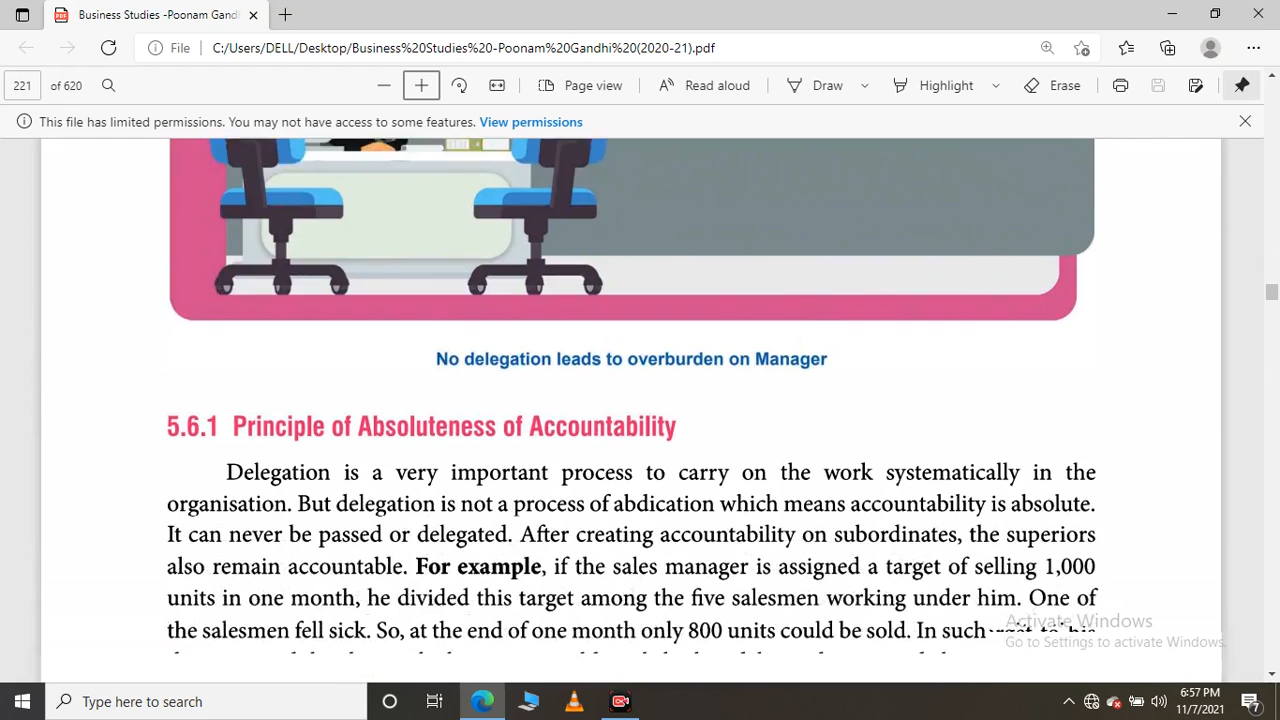 Business Studies -Poonam Gandh
File C:/Users/DELL/Desktop/Business%20Studies%20-Poonam%20Gandhi%20(2020-21).pdf
221 of 620 Page view Read aloud Draw Highlight Erase
This file has limited permissions. You may not have access to some features. View permissions
No delegation leads to overburden on Manager
5.6.1 Principle of Absoluteness of Accountability
Delegation is a very important process to carry on the work systematically in the
organisation. But delegation is not a process of abdication which means accountability is absolute.
It can never be passed or delegated. After creating accountability on subordinates, the superiors
also remain accountable. For example, if the sales manager is assigned a target of selling 1,000
units in one month, he divided this target among the five salesmen working under him. One of
the salesmen fell sick. So, at the end of one month only 800 units could be sold. In such
Activate Windows
Go to Settings to activate Windows.
Type here to search
6:57 PM
11/7/2021
7